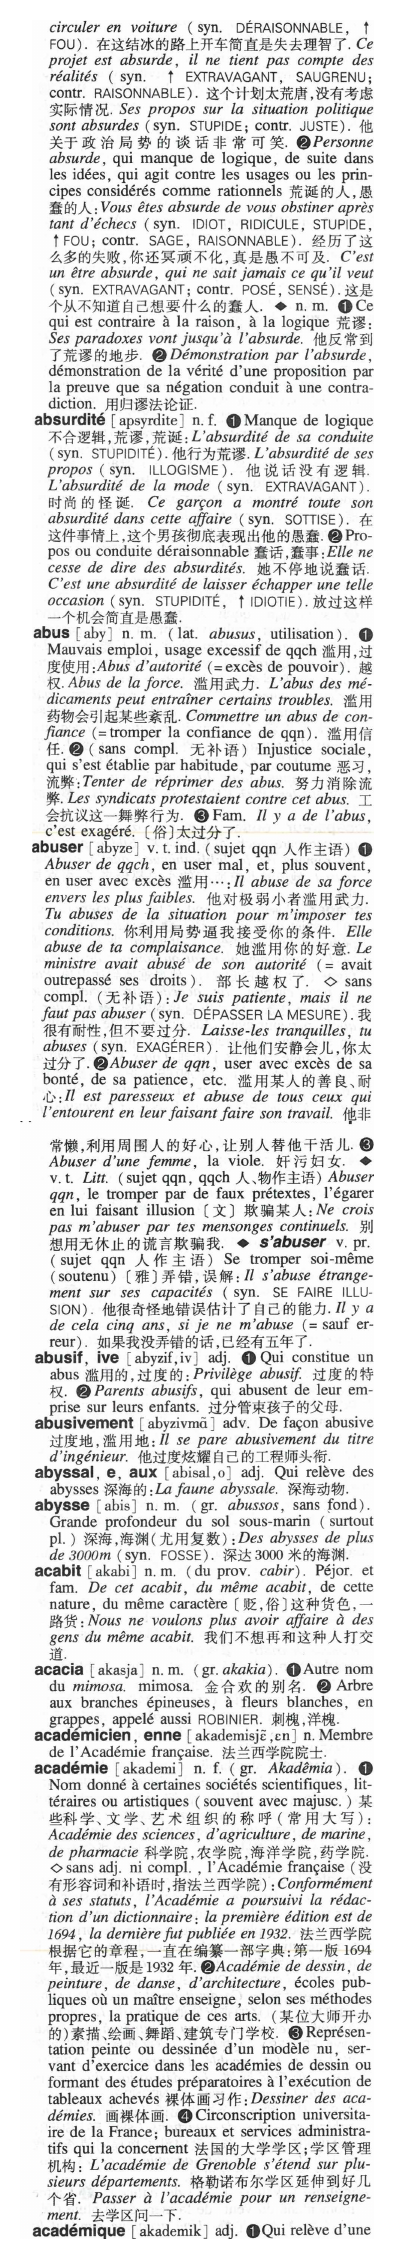 circuler en voiture (syn. DÉRAISONNABLE, ↑
FOU). 在这结冰的路上开车简直是失去理智了. Ce
projet est absurde, il ne tient pas compte des
réalités ( syn. ↑ EXTRAVAGANT, SAUGRENU;
contr. RAISONNABLE). 这个计划太荒唐,没有考虑
实际情况. Ses propos sur la situation politique
sont absurdes (syn. STUPIDE; contr. JUSTE). 他
关于政治局势的谈话非常可笑. ❷Personne
absurde, qui manque de logique, de suite dans
les idées, qui agit contre les usages ou les prin-
cipes considérés comme rationnels 荒诞的人,愚
蠢的人:Vous êtes absurde de vous obstiner après
tant d'échecs (syn. IDIOT, RIDICULE, STUPIDE,
↑FOU; contr. SAGE, RAISONNABLE). 经历了这
么多的失败,你还冥顽不化,真是愚不可及. C'est
un être absurde, qui ne sait jamais ce qu'il veut
(syn. EXTRAVAGANT; contr. POSÉ, SENSÉ).这是
个从不知道自己想要什么的蠢人. ◆ n. m. ❶Ce
qui est contraire à la raison, à la logique 荒谬:
Ses paradoxes vont jusqu'à l'absurde. 他反常到
了荒谬的地步. ❷Démonstration par l'absurde,
démonstration de la vérité d'une proposition par
la preuve que sa négation conduit à une contra-
diction. 用归谬法论证.
absurdité [apsyrdite] n. f. ❶Manque de logique
不合逻辑,荒谬,荒诞:L'absurdité de sa conduite
(syn. STUPIDITÉ). 他行为荒谬. L'absurdité de ses
propos (syn. ILLOGISME). 他说话没有逻辑.
L'absurdité de la mode (syn. EXTRAVAGANT).
时尚的怪诞. Ce garçon a montré toute son
absurdité dans cette affaire (syn. SOTTISE). 在
这件事情上,这个男孩彻底表现出他的愚蠢. ❷Pro-
pos ou conduite déraisonnable 蠢话,蠢事:Elle ne
cesse de dire des absurdités. 她不停地说蠢话.
C'est une absurdité de laisser échapper une telle
occasion (syn. STUPIDITÉ, ↑IDIOTIE). 放过这样
一个机会简直是愚蠢.
abus [aby] n. m. (lat. abusus, utilisation). ❶
Mauvais emploi, usage excessif de qqch 滥用,过
度使用:Abus d'autorité (=excès de pouvoir). 越
权. Abus de la force. 滥用武力. L'abus des mé-
dicaments peut entraîner certains troubles. 滥用
药物会引起某些紊乱. Commettre un abus de con-
fiance (=tromper la confiance de qqn). 滥用信
任. ❷ (sans compl. 无补语) Injustice sociale,
qui s'est établie par habitude, par coutume 恶习,
流弊:Tenter de réprimer des abus. 努力消除流
弊. Les syndicats protestaient contre cet abus. 工
会抗议这一舞弊行为. ❸Fam. Il y a de l'abus,
c'est exagéré. 〔俗〕太过分了.
abuser [abyze] v. t. ind. (sujet qqn 人作主语) ❶
Abuser de qqch, en user mal, et, plus souvent,
en user avec excès 滥用…:Il abuse de sa force
envers les plus faibles. 他对极弱小者滥用武力.
Tu abuses de la situation pour m'imposer tes
conditions. 你利用局势逼我接受你的条件. Elle
abuse de ta complaisance. 她滥用你的好意. Le
ministre avait abusé de son autorité (= avait
outrepassé ses droits). 部长越权了. ◇ sans
compl. (无补语):Je suis patiente, mais il ne
faut pas abuser (syn. DÉPASSER LA MESURE).我
很有耐性,但不要过分. Laisse-les tranquilles, tu
abuses (syn. EXAGÉRER). 让他们安静会儿,你太
过分了. ❷Abuser de qqn, user avec excès de sa
bonté, de sa patience, etc. 滥用某人的善良、耐
心:Il est paresseux et abuse de tous ceux qui
l'entourent en leur faisant faire son travail. 他非
常懒,利用周围人的好心,让别人替他干活儿. ❸
Abuser d'une femme, la viole. 奸污妇女. ◆
v. t. Litt. (sujet qqn, qqch 人、物作主语) Abuser
qqn, le tromper par de faux prétextes, l'égarer
en lui faisant illusion 〔文〕欺骗某人:Ne crois
pas m'abuser par tes mensonges continuels. 别
想用无休止的谎言欺骗我. ◆ s'abuser v. pr.
(sujet qqn 人作主语) Se tromper soi-même
(soutenu) 〔雅〕弄错,误解:Il s'abuse étrange-
ment sur ses capacités (syn. SE FAIRE ILLU-
SION). 他很奇怪地错误估计了自己的能力. Il y a
de cela cinq ans, si je ne m'abuse (= sauf er-
reur). 如果我没弄错的话,已经有五年了.
abusif, ive [abyzif,iv] adj. ❶Qui constitue un
abus 滥用的,过度的:Privilège abusif. 过度的特
权. ❷Parents abusifs, qui abusent de leur em-
prise sur leurs enfants. 过分管束孩子的父母.
abusivement [abyzivmã] adv. De façon abusive
过度地,滥用地:Il se pare abusivement du titre
d'ingénieur. 他过度炫耀自己的工程师头衔.
abyssal, e, aux [abisal,o] adj. Qui relève des
abysses 深海的:La faune abyssale. 深海动物.
abysse [abis] n. m. (gr. abussos, sans fond).
Grande profondeur du sol sous-marin (surtout
pl.) 深海,海渊(尤用复数):Des abysses de plus
de 3000m (syn. FOSSE). 深达 3000 米的海渊.
acabit [akabi] n. m. (du prov. cabir). Péjor. et
fam. De cet acabit, du même acabit, de cette
nature, du même caractère 〔贬,俗〕这种货色,一
路货:Nous ne voulons plus avoir affaire à des
gens du même acabit. 我们不想再和这种人打交
道.
acacia [akasja] n. m. (gr. akakia). ❶Autre nom
du mimosa. mimosa. 金合欢的别名. ❷ Arbre
aux branches épineuses, à fleurs blanches, en
grappes, appelé aussi ROBINIER. 刺槐,洋槐.
académicien, enne [akademisjɛ̃,ɛn] n. Membre
de l'Académie française. 法兰西学院院士.
académie [akademi] n. f. (gr. Akadêmia). ❶
Nom donné à certaines sociétés scientifiques, lit-
téraires ou artistiques (souvent avec majusc.) 某
些科学、文学、艺术组织的称呼(常用大写):
Académie des sciences, d'agriculture, de marine,
de pharmacie 科学院,农学院,海洋学院,药学院.
◇sans adj. ni compl., l'Académie française (没
有形容词和补语时,指法兰西学院):Conformément
à ses statuts, l'Académie a poursuivi la rédac-
tion d'un dictionnaire: la première édition est de
1694, la dernière fut publiée en 1932. 法兰西学院
根据它的章程,一直在编纂一部字典:第一版 1694
年,最近一版是 1932 年. ❷Académie de dessin, de
peinture, de danse, d'architecture, écoles pub-
liques où un maître enseigne, selon ses méthodes
propres, la pratique de ces arts. (某位大师开办
的)素描、绘画、舞蹈、建筑专门学校. ❸Représen-
tation peinte ou dessinée d'un modèle nu, ser-
vant d'exercice dans les académies de dessin ou
formant des études préparatoires à l'exécution de
tableaux achevés 裸体画习作:Dessiner des aca-
démies. 画裸体画. ❹Circonscription universita-
ire de la France; bureaux et services administra-
tifs qui la concernent 法国的大学学区;学区管理
机构: L'académie de Grenoble s'étend sur plu-
sieurs départements. 格勒诺布尔学区延伸到好几
个省. Passer à l'académie pour un renseigne-
ment. 去学区问一下.
académique [akademik] adj. ❶Qui relève d'une